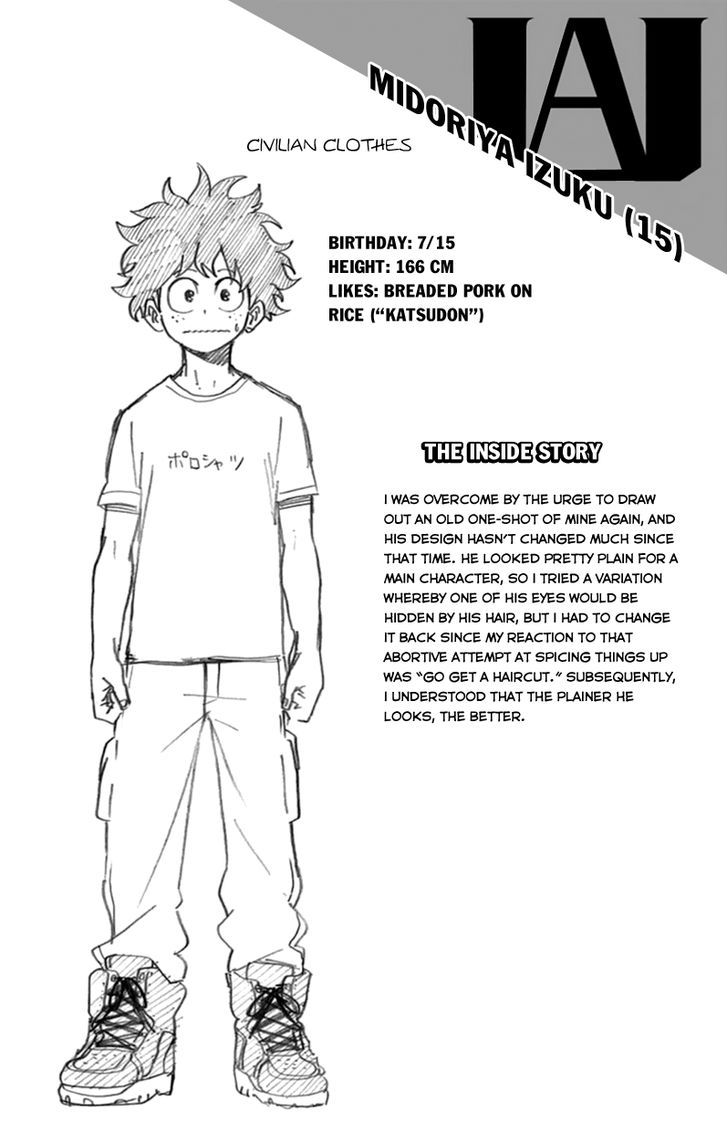 UA
MIDORIYA IZUKU (15)
CIVILIAN CLOTHES
BIRTHDAY: 7/15
HEIGHT: 166 CM
LIKES: BREADED PORK ON
RICE (“KATSUDON”)
ポロシャツ
THE INSIDE STORY
I WAS OVERCOME BY THE URGE TO DRAW
OUT AN OLD ONE-SHOT OF MINE AGAIN, AND
HIS DESIGN HASN'T CHANGED MUCH SINCE
THAT TIME. HE LOOKED PRETTY PLAIN FOR A
MAIN CHARACTER, SO I TRIED A VARIATION
WHEREBY ONE OF HIS EYES WOULD BE
HIDDEN BY HIS HAIR, BUT I HAD TO CHANGE
IT BACK SINCE MY REACTION TO THAT
ABORTIVE ATTEMPT AT SPICING THINGS UP
WAS “GO GET A HAIRCUT.” SUBSEQUENTLY,
I UNDERSTOOD THAT THE PLAINER HE
LOOKS, THE BETTER.